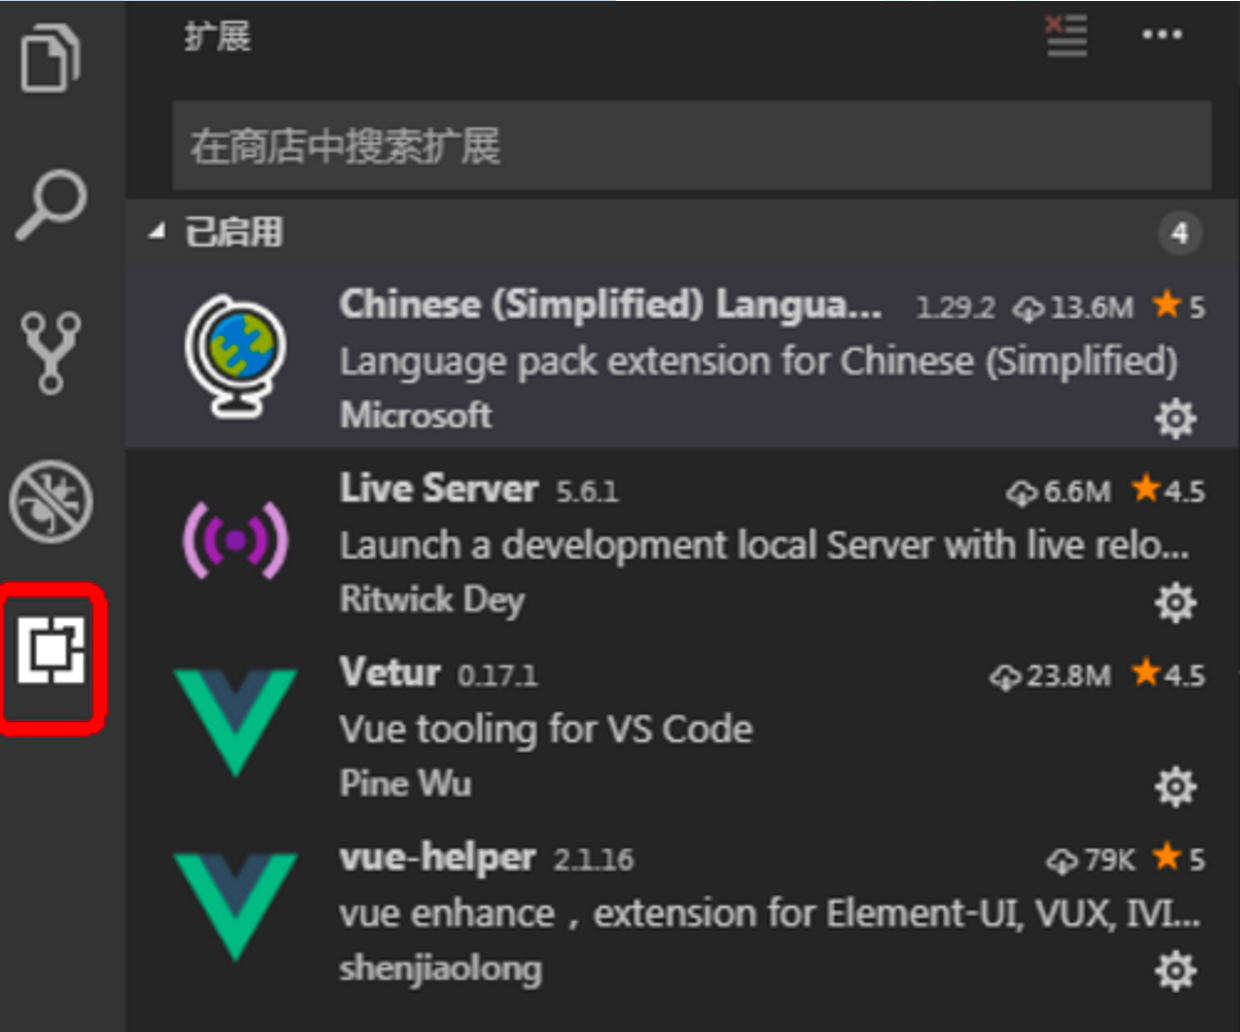 扩展
在商店中搜索扩展
已启用 4
Chinese (Simplified) Langua... 1.29.2 13.6M 5
Language pack extension for Chinese (Simplified)
Microsoft
Live Server 5.6.1 6.6M 4.5
Launch a development local Server with live relo...
Ritwick Dey
Vetur 0.17.1 23.8M 4.5
Vue tooling for VS Code
Pine Wu
vue-helper 2.1.16 79K 5
vue enhance，extension for Element-UI, VUX, IVI...
shenjiaolong